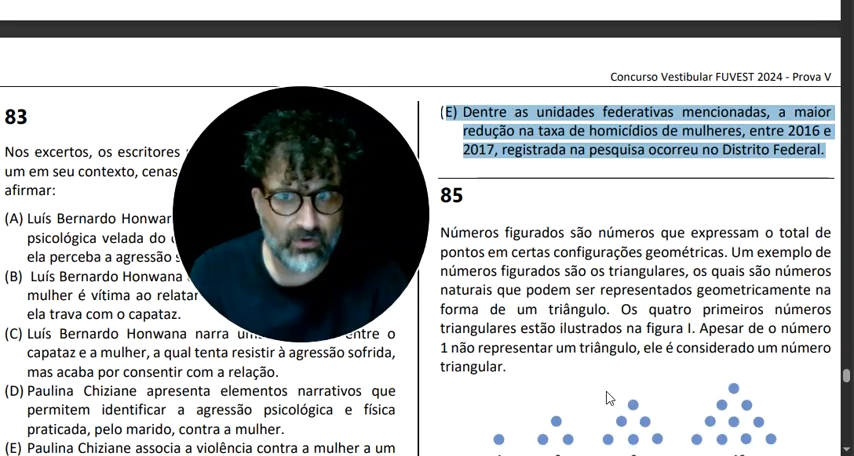 Concurso Vestibular FUVEST 2024 - Prova V
83
Nos excertos, os escritores
um em seu contexto, cenas
afirmar:
(A) Luís Bernardo Honwan
psicológica velada do
ela perceba a agressão s
(B) Luís Bernardo Honwana
mulher é vítima ao relatar
ela trava com o capataz.
(C) Luís Bernardo Honwana narra um entre o
capataz e a mulher, a qual tenta resistir à agressão sofrida,
mas acaba por consentir com a relação.
(D) Paulina Chiziane apresenta elementos narrativos que
permitem identificar a agressão psicológica e física
praticada, pelo marido, contra a mulher.
(E) Paulina Chiziane associa a violência contra a mulher a um
(E) Dentre as unidades federativas mencionadas, a maior
redução na taxa de homicídios de mulheres, entre 2016 e
2017, registrada na pesquisa ocorreu no Distrito Federal.
85
Números figurados são números que expressam o total de
pontos em certas configurações geométricas. Um exemplo de
números figurados são os triangulares, os quais são números
naturais que podem ser representados geometricamente na
forma de um triângulo. Os quatro primeiros números
triangulares estão ilustrados na figura I. Apesar de o número
1 não representar um triângulo, ele é considerado um número
triangular.